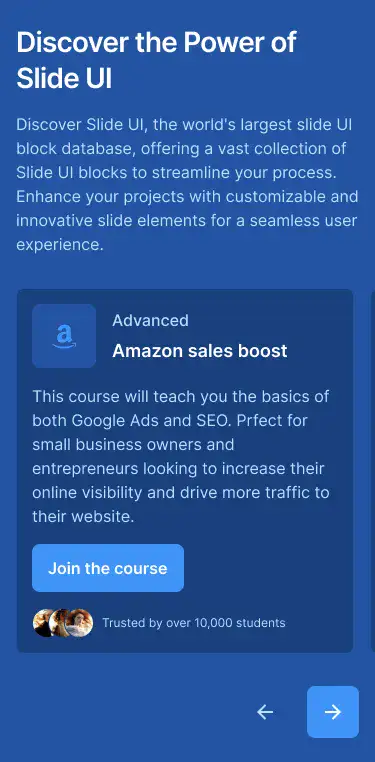 Discover the Power of
Slide UI
Discover Slide UI, the world's largest slide UI
block database, offering a vast collection of
Slide UI blocks to streamline your process.
Enhance your projects with customizable and
innovative slide elements for a seamless user
experience.
a
Advanced
Amazon sales boost
This course will teach you the basics of
both Google Ads and SEO. Prfect for
small business owners and
entrepreneurs looking to increase their
online visibility and drive more traffic to
their website.
Join the course
Trusted by over 10,000 students